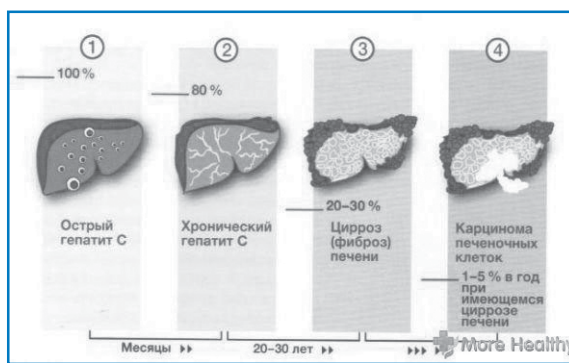 1
2
3
4
100 %
80 %
20–30 %
Острый
гепатит С
Хронический
гепатит С
Цирроз
(фиброз)
печени
Карцинома
печеночных
клеток
1–5 % в год
при
имеющемся
циррозе
печени
Месяцы
20–30 лет
More Healthy